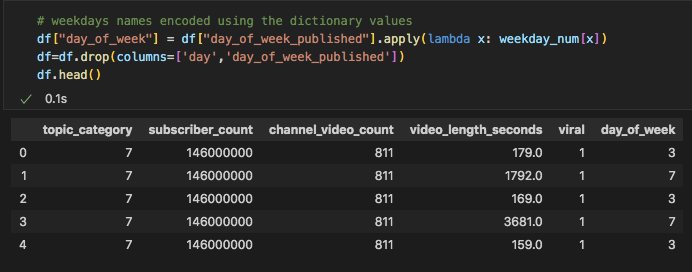 # weekdays names encoded using the dictionary values
df["day_of_week"] = df["day_of_week_published"].apply(lambda x: weekday_num[x])
df=df.drop(columns=['day','day_of_week_published'])
df.head()
✓ 0.1s
topic_category subscriber_count channel_video_count video_length_seconds viral day_of_week
0 7 146000000 811 179.0 1 3
1 7 146000000 811 1792.0 1 7
2 7 146000000 811 169.0 1 3
3 7 146000000 811 3681.0 1 7
4 7 146000000 811 159.0 1 3